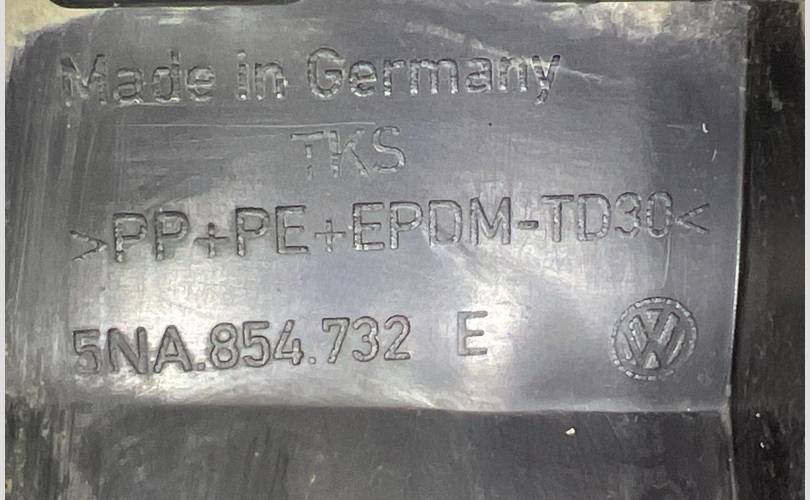 Made in Germany
TKS
>PP+PE+EPDM-TD30<
5NA.854.732 E